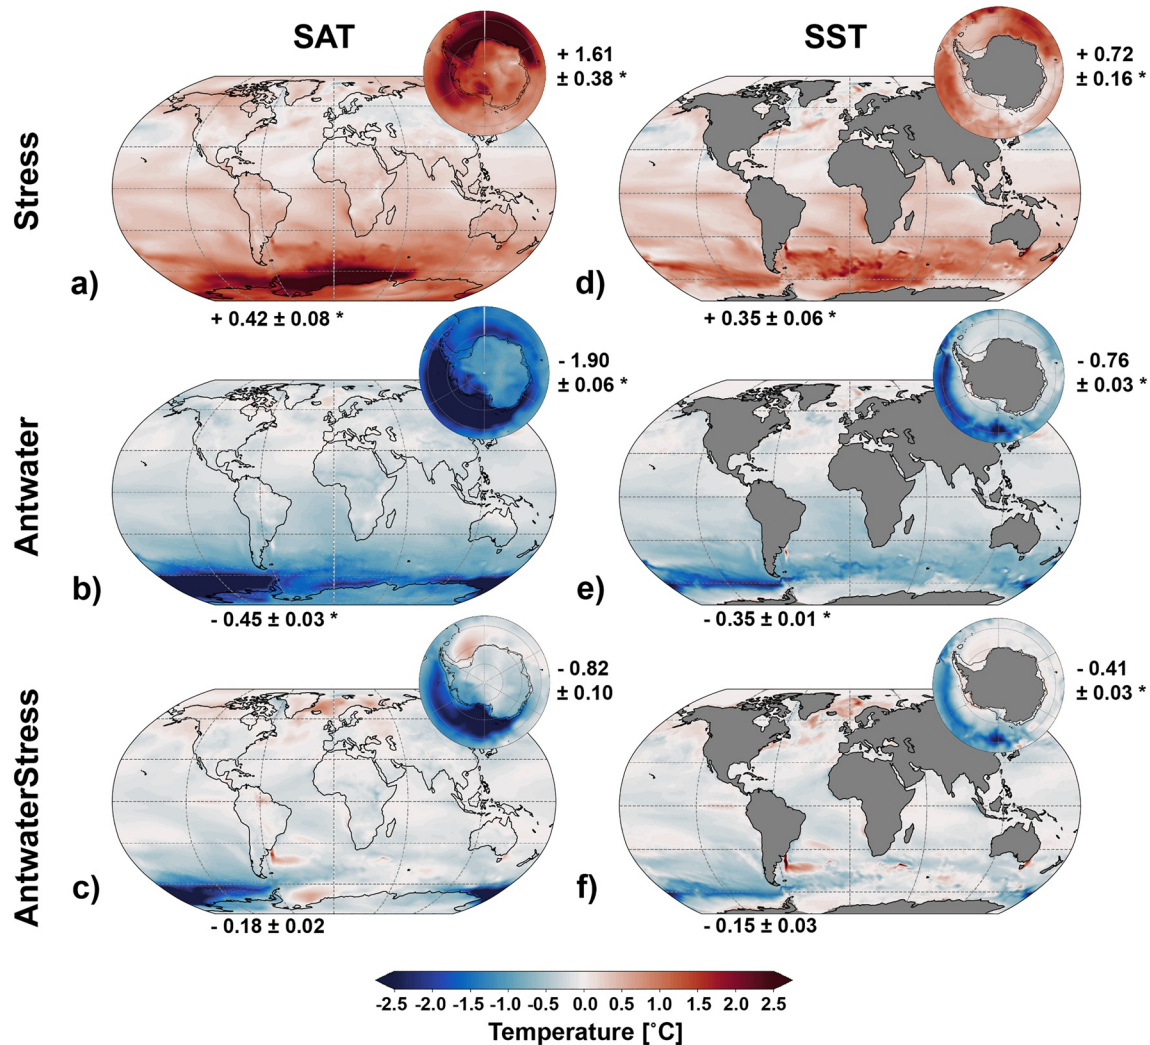 SAT
SST
+ 1.61
± 0.38 *
+ 0.72
± 0.16 *
Stress
a)
d)
+ 0.42 ± 0.08 *
+ 0.35 ± 0.06 *
- 1.90
± 0.06 *
- 0.76
± 0.03 *
Antwater
b)
e)
- 0.45 ± 0.03 *
- 0.35 ± 0.01 *
- 0.82
± 0.10
- 0.41
± 0.03 *
AntwaterStress
c)
f)
- 0.18 ± 0.02
- 0.15 ± 0.03
-2.5 -2.0 -1.5 -1.0 -0.5 0.0 0.5 1.0 1.5 2.0 2.5
Temperature [˚C]